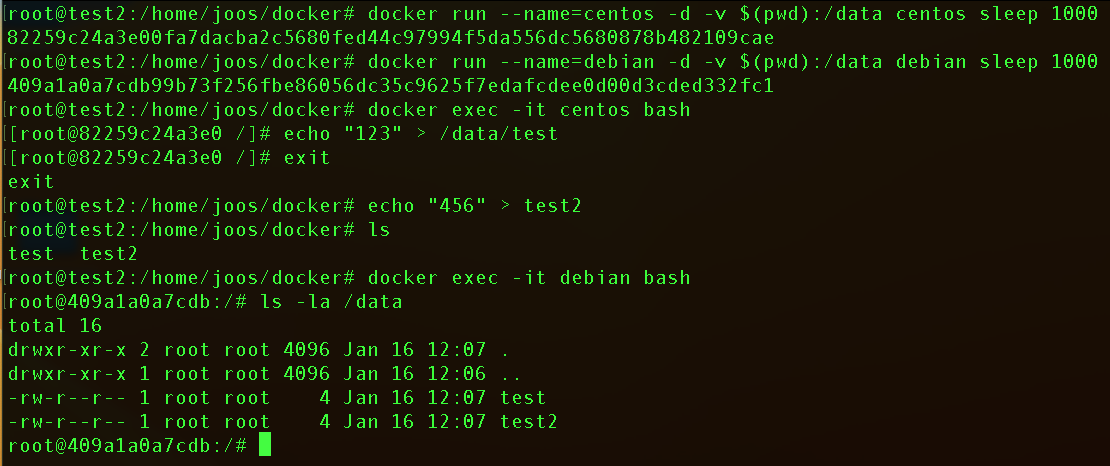 [root@test2:/home/joos/docker# docker run --name=centos -d -v $(pwd):/data centos sleep 1000
82259c24a3e00fa7dacba2c5680fed44c97994f5da556dc5680878b482109cae
[root@test2:/home/joos/docker# docker run --name=debian -d -v $(pwd):/data debian sleep 1000
409a1a0a7cdb99b73f256fbe86056dc35c9625f7edafcdee0d00d3cded332fc1
[root@test2:/home/joos/docker# docker exec -it centos bash
[[root@82259c24a3e0 /]# echo "123" > /data/test
[[root@82259c24a3e0 /]# exit
exit
[root@test2:/home/joos/docker# echo "456" > test2
[root@test2:/home/joos/docker# ls
test  test2
[root@test2:/home/joos/docker# docker exec -it debian bash
[root@409a1a0a7cdb:/# ls -la /data
total 16
drwxr-xr-x 2 root root 4096 Jan 16 12:07 .
drwxr-xr-x 1 root root 4096 Jan 16 12:06 ..
-rw-r--r-- 1 root root    4 Jan 16 12:07 test
-rw-r--r-- 1 root root    4 Jan 16 12:07 test2
root@409a1a0a7cdb:/#